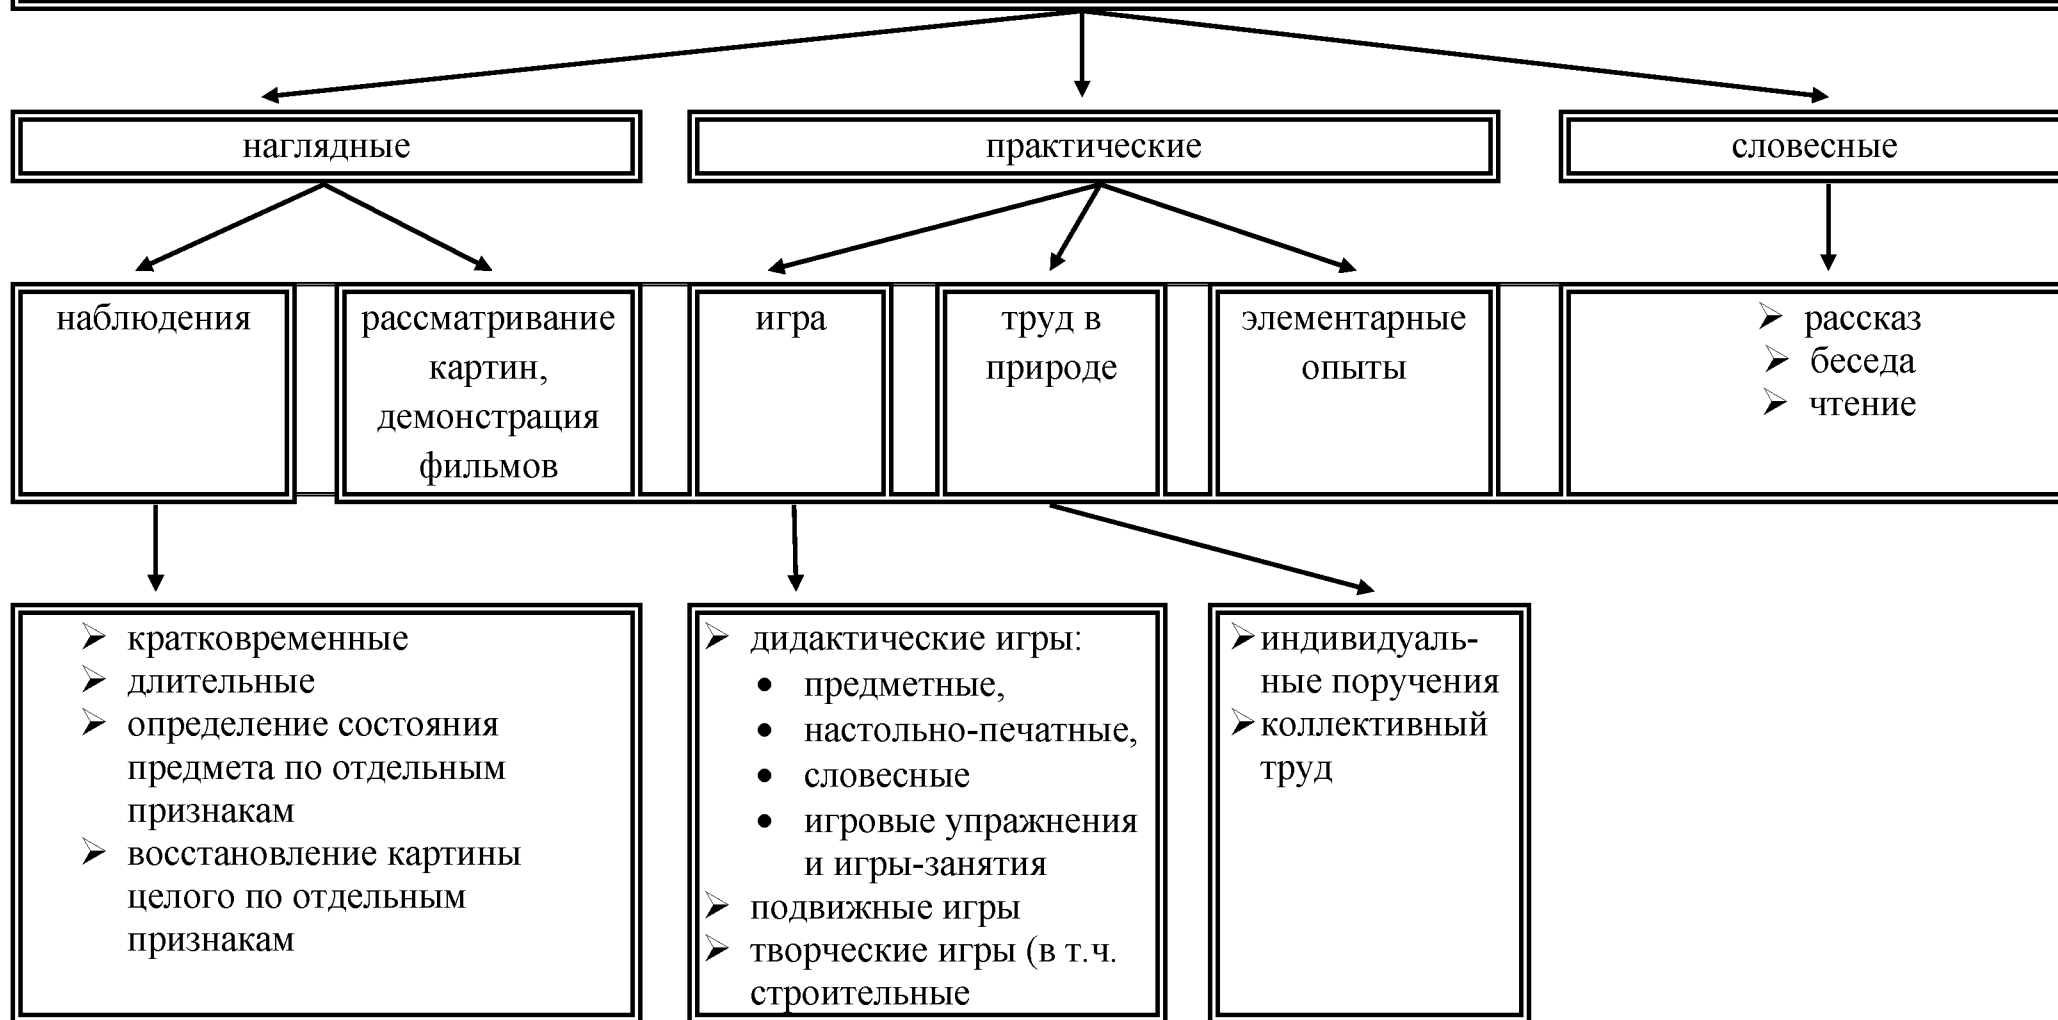 наглядные
практические
словесные
наблюдения
рассматривание
картин,
демонстрация
фильмов
игра
труд в
природе
элементарные
опыты
рассказ
беседа
чтение
кратковременные
длительные
определение состояния
предмета по отдельным
признакам
восстановление картины
целого по отдельным
признакам
дидактические игры:
предметные,
настольно-печатные,
словесные
игровые упражнения
и игры-занятия
подвижные игры
творческие игры (в т.ч.
строительные
индивидуаль-
ные поручения
коллективный
труд